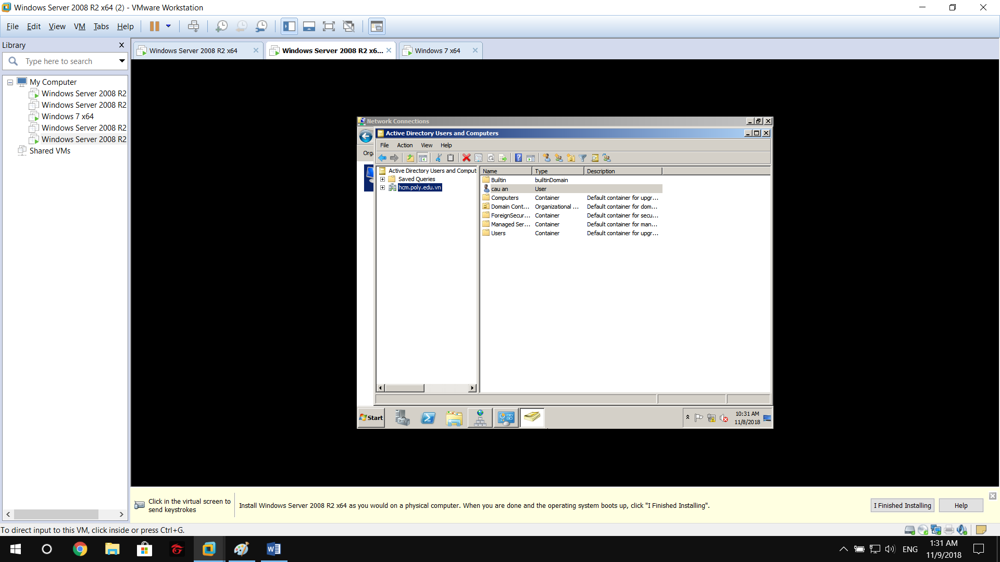 Windows Server 2008 R2 x64 (2) - VMware Workstation
File Edit View VM Tabs Help
Library
Type here to search
My Computer
Windows Server 2008 R2
Windows Server 2008 R2
Windows 7 x64
Windows Server 2008 R2
Windows Server 2008 R2
Shared VMs
Windows Server 2008 R2 x64
Windows Server 2008 R2 x6...
Windows 7 x64
Network Connections
Orga
Active Directory Users and Computers
File Action View Help
Active Directory Users and Comput
Saved Queries
hcm.poly.edu.vn
Name Type Description
Builtin builtinDomain
cau an User
Computers Container Default container for upgr...
Domain Cont... Organizational ... Default container for dom...
ForeignSecur... Container Default container for secu...
Managed Ser... Container Default container for man...
Users Container Default container for upgr...
Start
10:31 AM
11/8/2018
Click in the virtual screen to
send keystrokes
Install Windows Server 2008 R2 x64 as you would on a physical computer. When you are done and the operating system boots up, click "I Finished Installing".
I Finished Installing
Help
To direct input to this VM, click inside or press Ctrl+G.
ENG
1:31 AM
11/9/2018